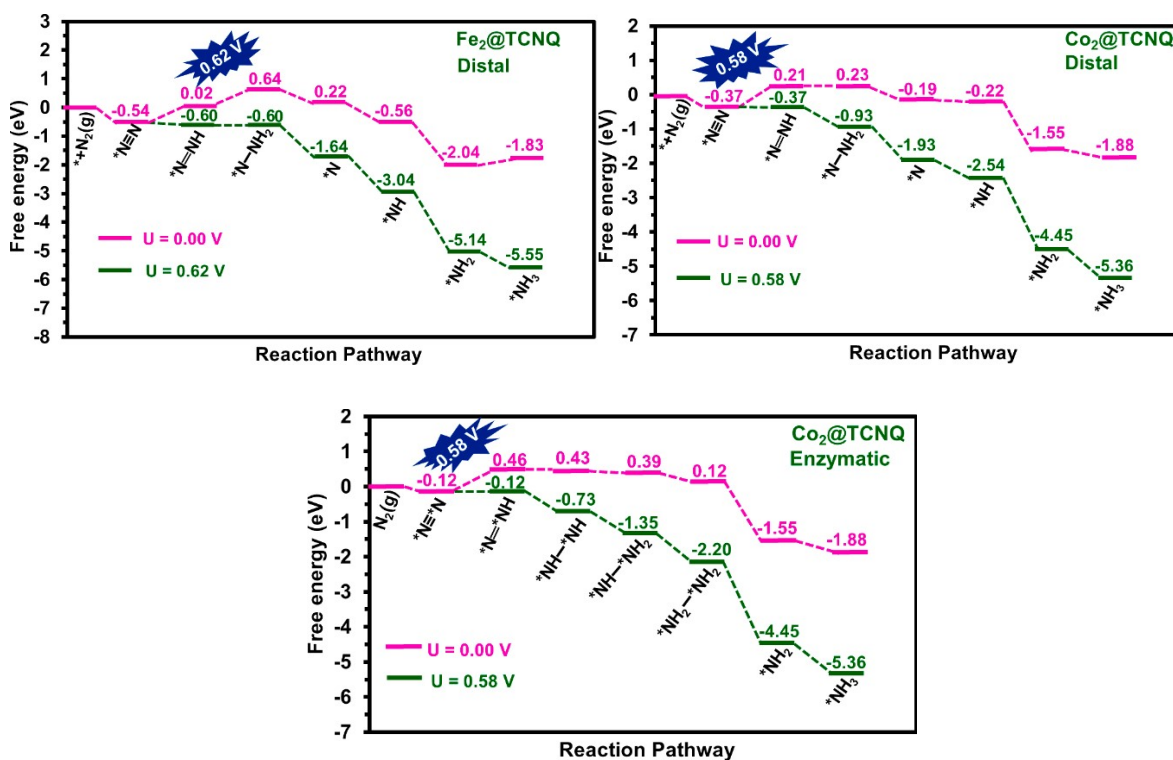 Fe₂@TCNQ
Distal
0.62 V
Free energy (eV)
3
2
1
0
-1
-2
-3
-4
-5
-6
-7
-8
-0.54
0.02
0.64
0.22
-0.56
-2.04
-1.83
-0.60
-0.60
-1.64
-3.04
-5.14
-5.55
*+N₂(g)
*N≡N
*N=NH
*N−NH₂
*N
*NH
*NH₂
*NH₃
U = 0.00 V
U = 0.62 V
Reaction Pathway
Co₂@TCNQ
Distal
0.58 V
Free energy (eV)
2
1
0
-1
-2
-3
-4
-5
-6
-7
-0.37
0.21
0.23
-0.19
-0.22
-1.55
-1.88
-0.37
-0.93
-1.93
-2.54
-4.45
-5.36
*+N₂(g)
*N≡N
*N=NH
*N−NH₂
*N
*NH
*NH₂
*NH₃
U = 0.00 V
U = 0.58 V
Reaction Pathway
Co₂@TCNQ
Enzymatic
0.58 V
Free energy (eV)
2
1
0
-1
-2
-3
-4
-5
-6
-7
-0.12
0.46
0.43
0.39
0.12
-1.55
-1.88
-0.12
-0.73
-1.35
-2.20
-4.45
-5.36
N₂(g)
*N≡*N
*N=*NH
*NH−*NH
*NH−*NH₂
*NH₂−*NH₂
*NH₂
*NH₃
U = 0.00 V
U = 0.58 V
Reaction Pathway